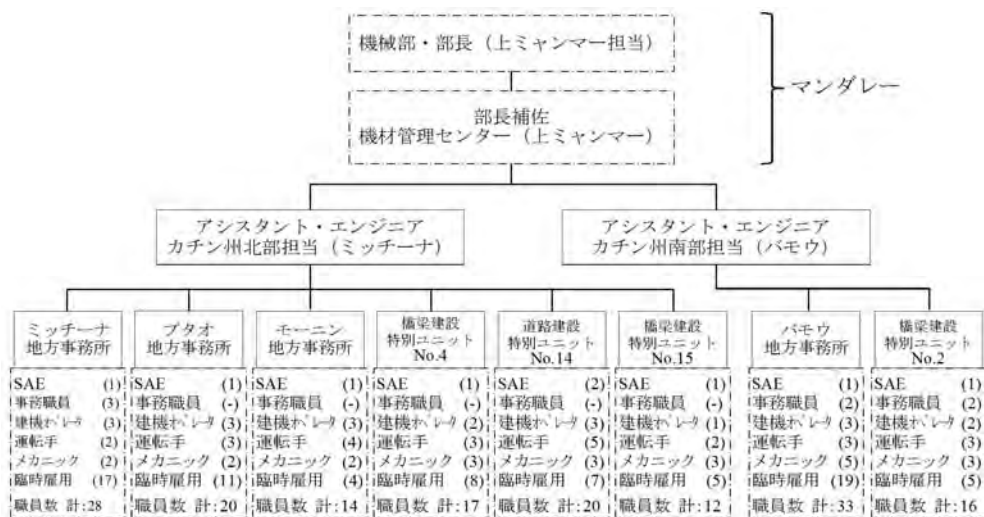 機械部・部長（上ミャンマー担当）
マンダレー
部長補佐
機材管理センター（上ミャンマー）
アシスタント・エンジニア
カチン州北部担当（ミッチーナ）
アシスタント・エンジニア
カチン州南部担当（バモウ）
ミッチーナ
地方事務所
SAE (1)
事務職員 (3)
建機ｵﾍﾟﾚｰﾀ (3)
運転手 (2)
メカニック (2)
臨時雇用 (17)
職員数 計:28
プタオ
地方事務所
SAE (1)
事務職員 (-)
建機ｵﾍﾟﾚｰﾀ (3)
運転手 (3)
メカニック (2)
臨時雇用 (11)
職員数 計:20
モーニン
地方事務所
SAE (1)
事務職員 (-)
建機ｵﾍﾟﾚｰﾀ (3)
運転手 (4)
メカニック (2)
臨時雇用 (4)
職員数 計:14
橋梁建設
特別ユニット
No.4
SAE (1)
事務職員 (-)
建機ｵﾍﾟﾚｰﾀ (2)
運転手 (3)
メカニック (3)
臨時雇用 (8)
職員数 計:17
道路建設
特別ユニット
No.14
SAE (2)
事務職員 (-)
建機ｵﾍﾟﾚｰﾀ (3)
運転手 (5)
メカニック (3)
臨時雇用 (7)
職員数 計:20
橋梁建設
特別ユニット
No.15
SAE (1)
事務職員 (-)
建機ｵﾍﾟﾚｰﾀ (1)
運転手 (2)
メカニック (3)
臨時雇用 (5)
職員数 計:12
バモウ
地方事務所
SAE (1)
事務職員 (2)
建機ｵﾍﾟﾚｰﾀ (3)
運転手 (3)
メカニック (5)
臨時雇用 (19)
職員数 計:33
橋梁建設
特別ユニット
No.2
SAE (1)
事務職員 (2)
建機ｵﾍﾟﾚｰﾀ (2)
運転手 (3)
メカニック (3)
臨時雇用 (5)
職員数 計:16